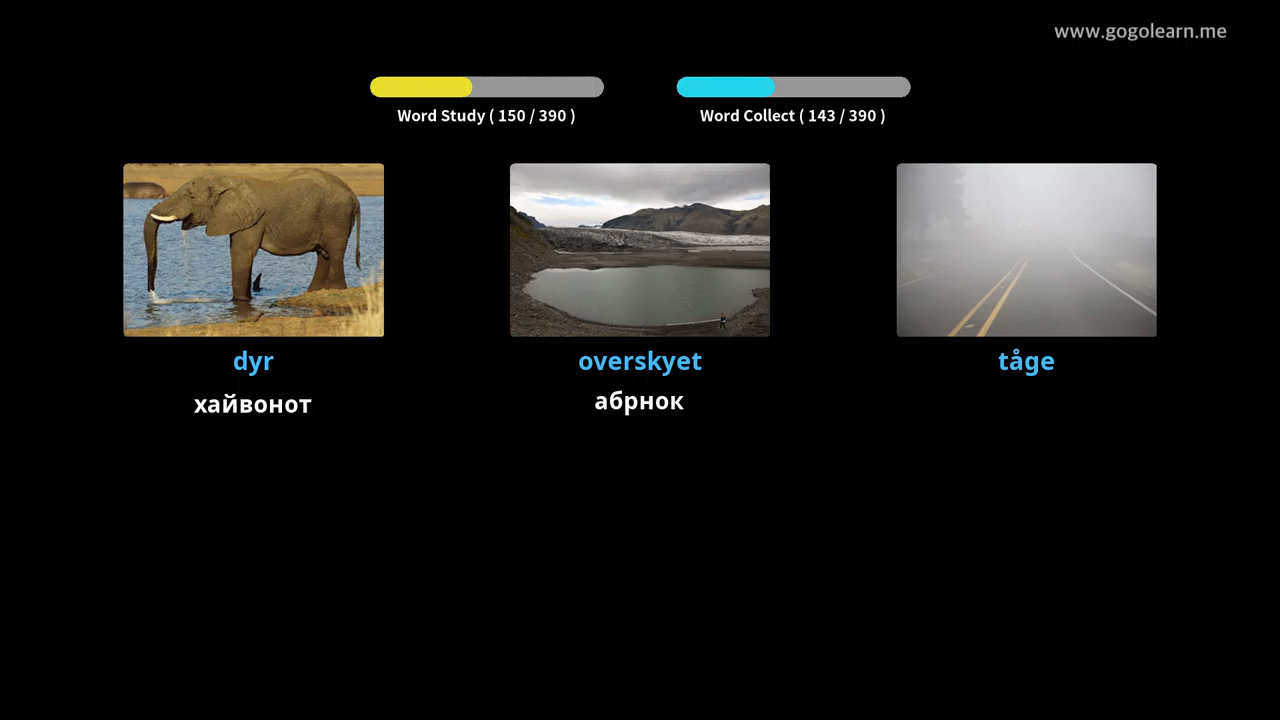 www.gogolearn.me
Word Study ( 150 / 390 )
Word Collect ( 143 / 390 )
dyr
overskyet
tåge
хайвонот
абрнок